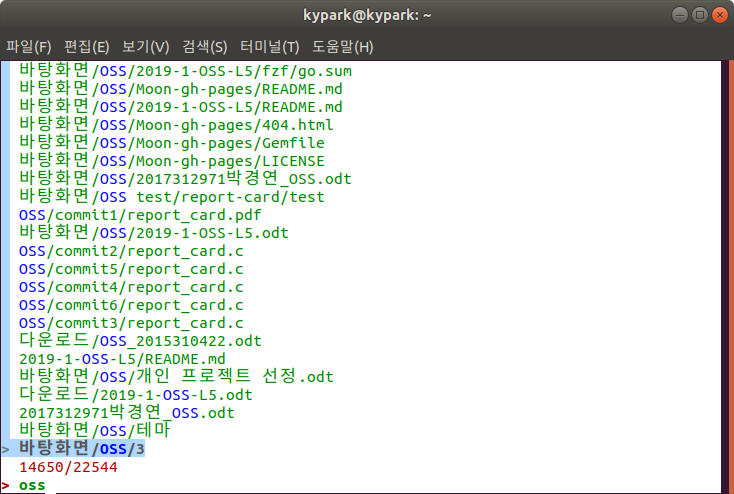 kypark@kypark: ~
파일(F) 편집(E) 보기(V) 검색(S) 터미널(T) 도움말(H)
바탕화면/OSS/2019-1-OSS-L5/fzf/go.sum
바탕화면/OSS/Moon-gh-pages/README.md
바탕화면/OSS/2019-1-OSS-L5/README.md
바탕화면/OSS/Moon-gh-pages/404.html
바탕화면/OSS/Moon-gh-pages/Gemfile
바탕화면/OSS/Moon-gh-pages/LICENSE
바탕화면/OSS/2017312971박경연_OSS.odt
바탕화면/OSS test/report-card/test
OSS/commit1/report_card.pdf
바탕화면/OSS/2019-1-OSS-L5.odt
OSS/commit2/report_card.c
OSS/commit5/report_card.c
OSS/commit4/report_card.c
OSS/commit6/report_card.c
OSS/commit3/report_card.c
다운로드/OSS_2015310422.odt
2019-1-OSS-L5/README.md
바탕화면/OSS/개인 프로젝트 선정.odt
다운로드/2019-1-OSS-L5.odt
2017312971박경연_OSS.odt
바탕화면/OSS/테마
> 바탕화면/OSS/3
14650/22544
> oss